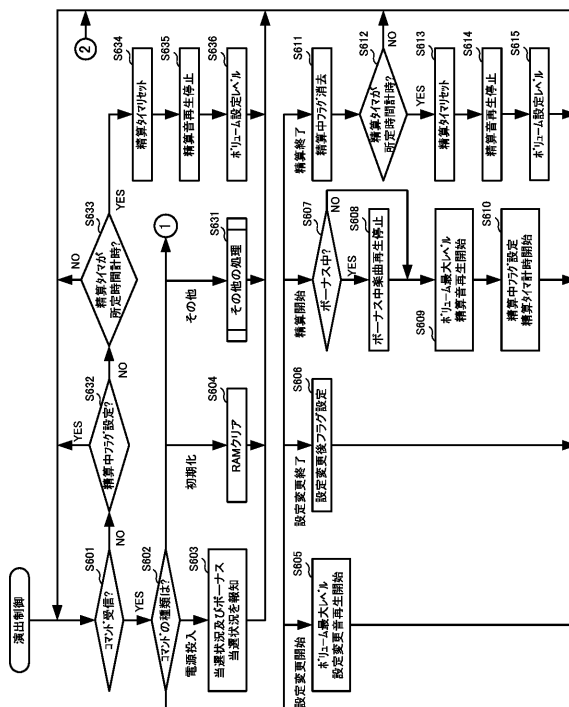 演出制御
S601
コマンド受信?
NO
YES
S632
精算中フラグ設定?
YES
NO
S633
精算タイマが
所定時間計時?
NO
YES
S634
精算タイマリセット
S635
精算音再生停止
S636
ボリューム設定レベル
②
S602
コマンドの種類は?
①
電源投入
S603
当選状況及びボーナス
当選状況を報知
初期化
S604
RAMクリア
その他
S631
その他の処理
設定変更開始
S605
ボリューム最大レベル
設定変更音再生開始
設定変更終了
S606
設定変更後フラグ設定
精算開始
S607
ボーナス中?
NO
YES
S608
ボーナス中楽曲再生停止
S609
ボリューム最大レベル
精算音再生開始
S610
精算中フラグ設定
精算タイマ計時開始
精算終了
S611
精算中フラグ消去
S612
精算タイマが
所定時間計時?
NO
YES
S613
精算タイマリセット
S614
精算音再生停止
S615
ボリューム設定レベル